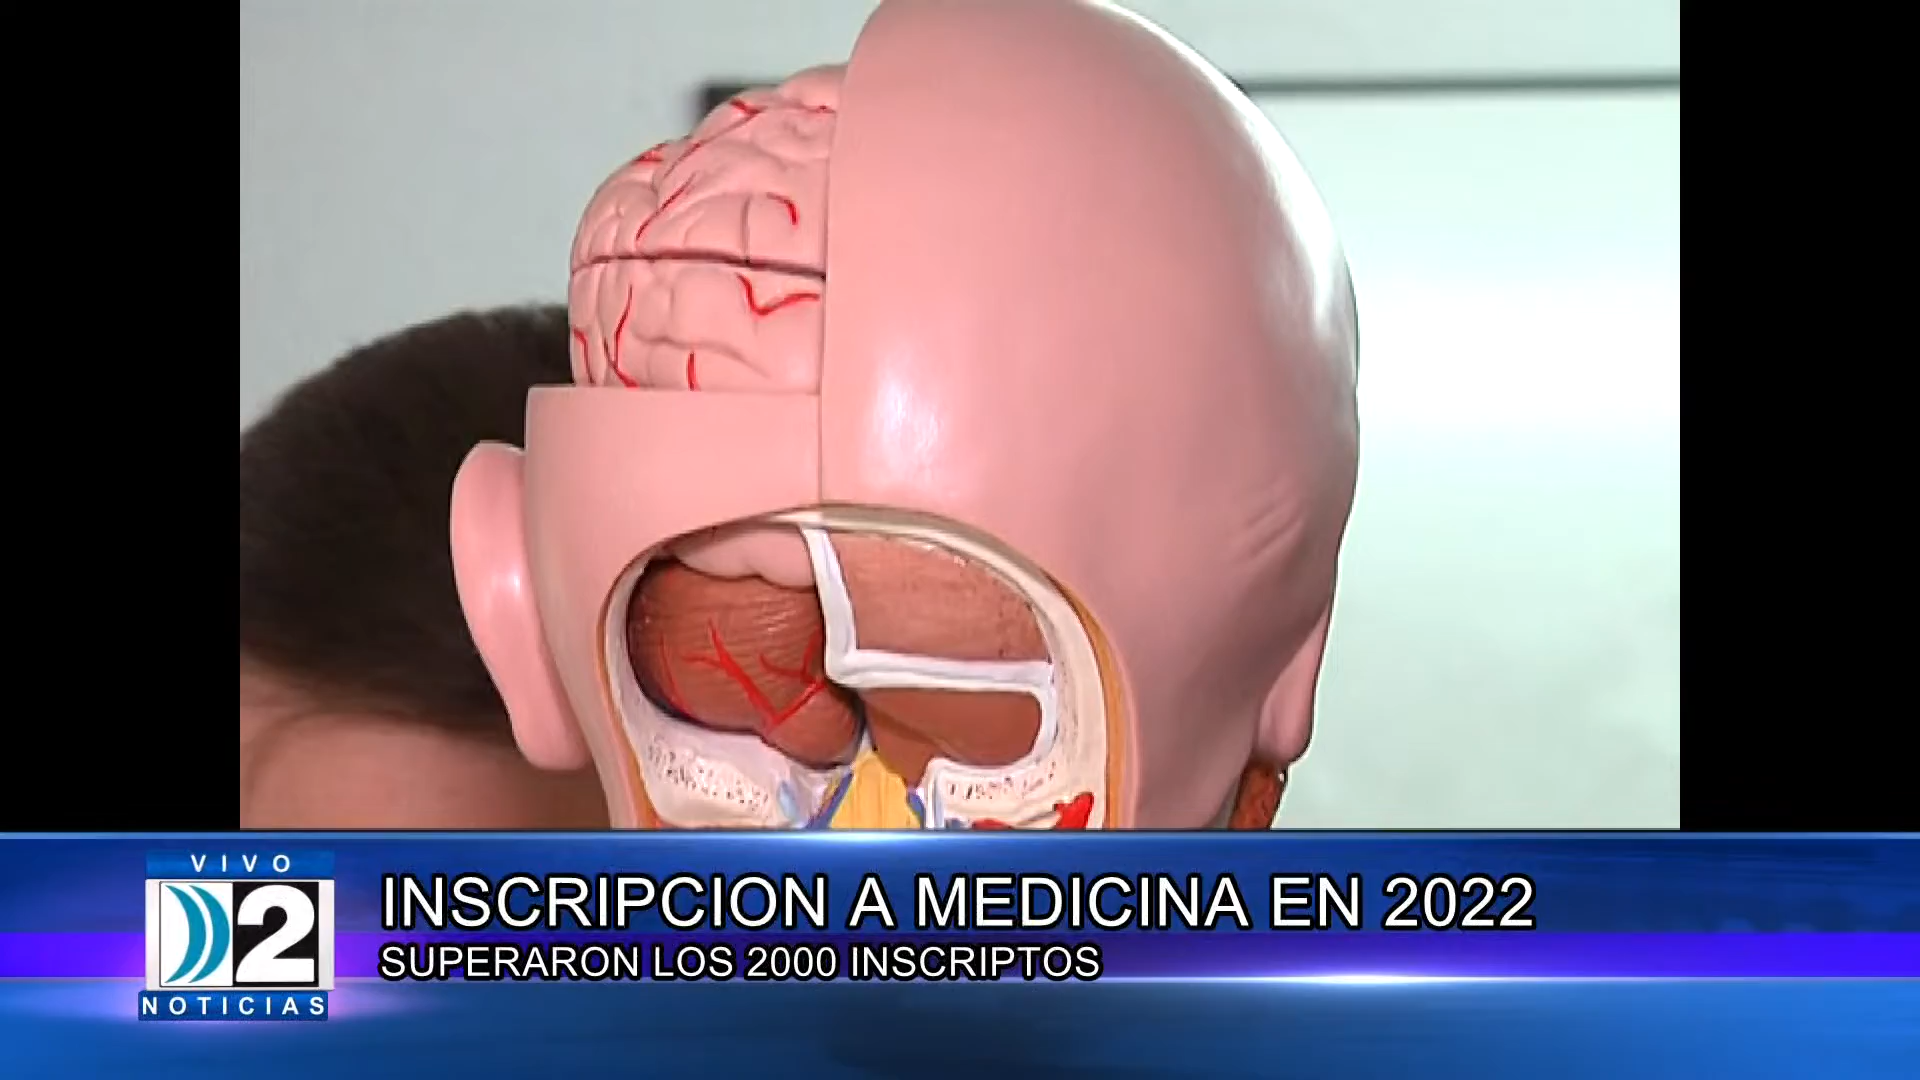 VIVO
2
NOTICIAS
INSCRIPCION A MEDICINA EN 2022
SUPERARON LOS 2000 INSCRIPTOS